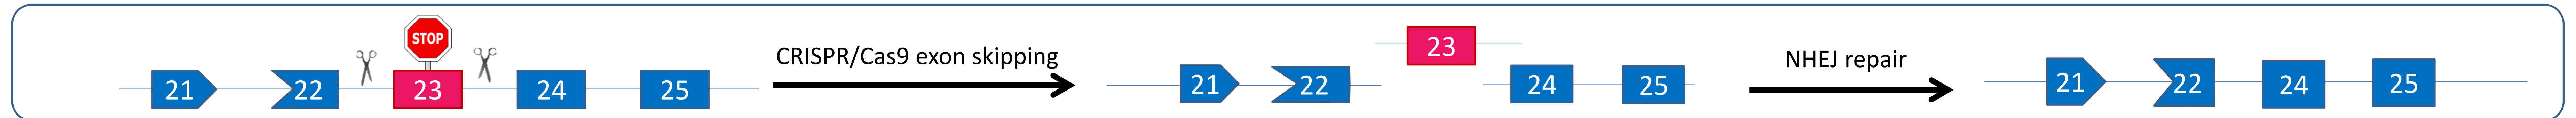 STOP
21 22 23 24 25
CRISPR/Cas9 exon skipping
23
21 22 24 25
NHEJ repair
21 22 24 25